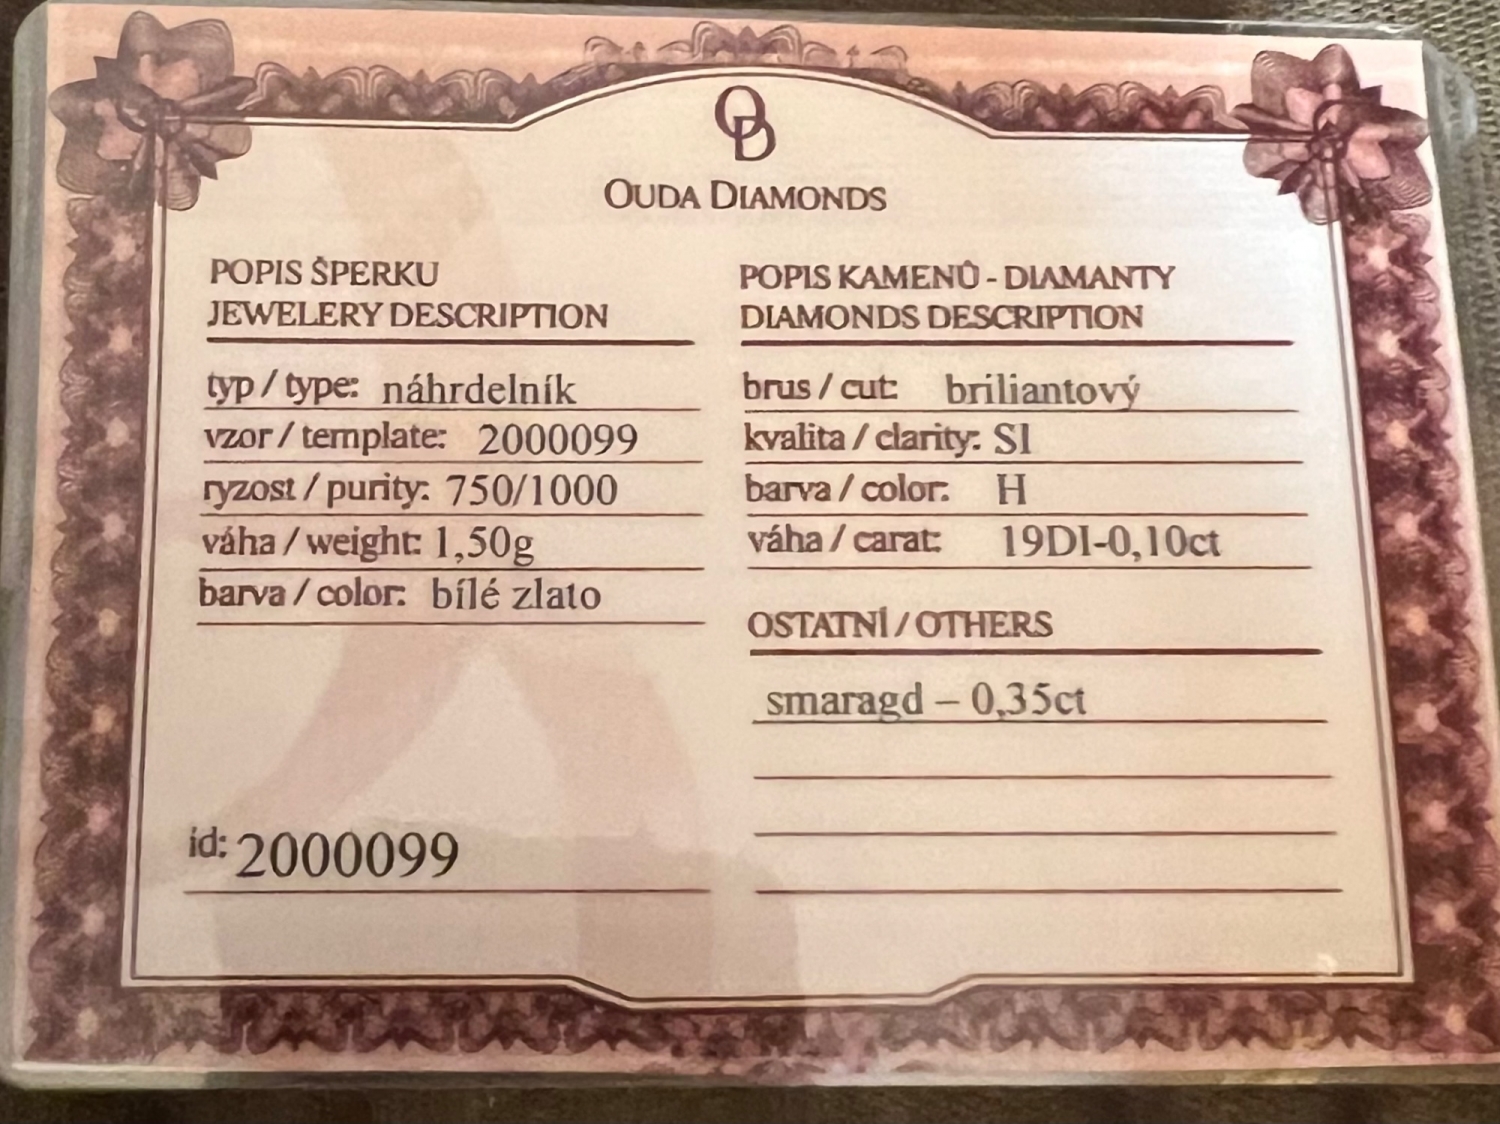 OD
OUDA DIAMONDS
POPIS ŠPERKU
JEWELERY DESCRIPTION
typ / type: náhrdelník
vzor / template: 2000099
ryzost / purity: 750/1000
váha / weight: 1,50g
barva / color: bílé zlato
id: 2000099
POPIS KAMENŮ - DIAMANTY
DIAMONDS DESCRIPTION
brus / cut: briliantový
kvalita / clarity: SI
barva / color: H
váha / carat: 19DI-0,10ct
OSTATNÍ / OTHERS
smaragd – 0,35ct